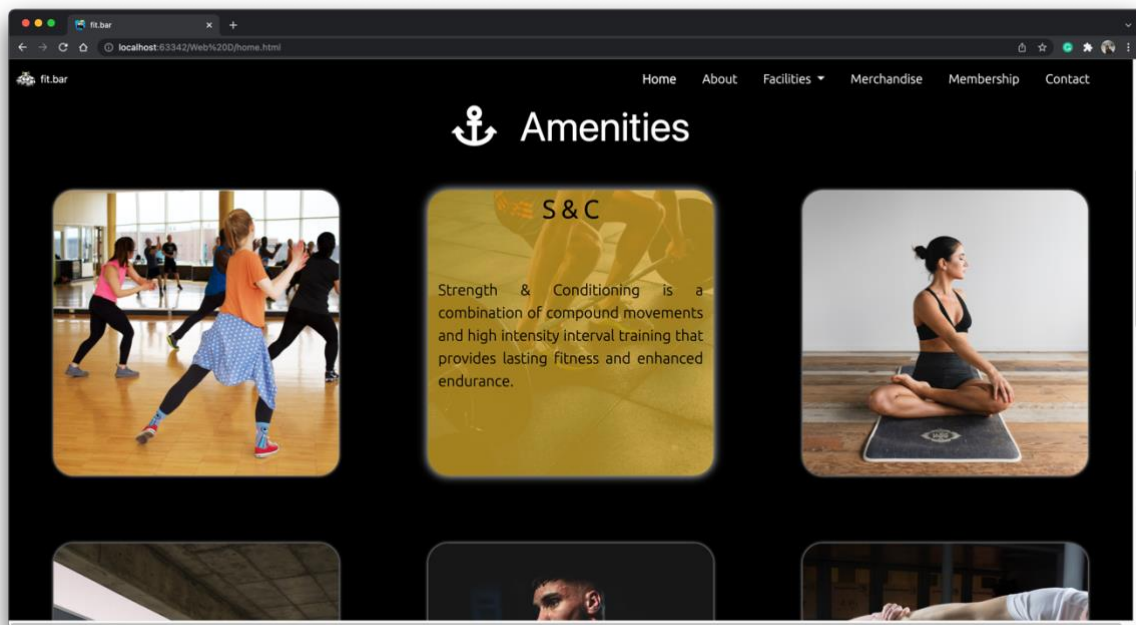 fit.bar
localhost:63342/Web%20D/home.html
fit.bar
Home About Facilities Merchandise Membership Contact
Amenities
S & C
Strength & Conditioning is a
combination of compound movements
and high intensity interval training that
provides lasting fitness and enhanced
endurance.